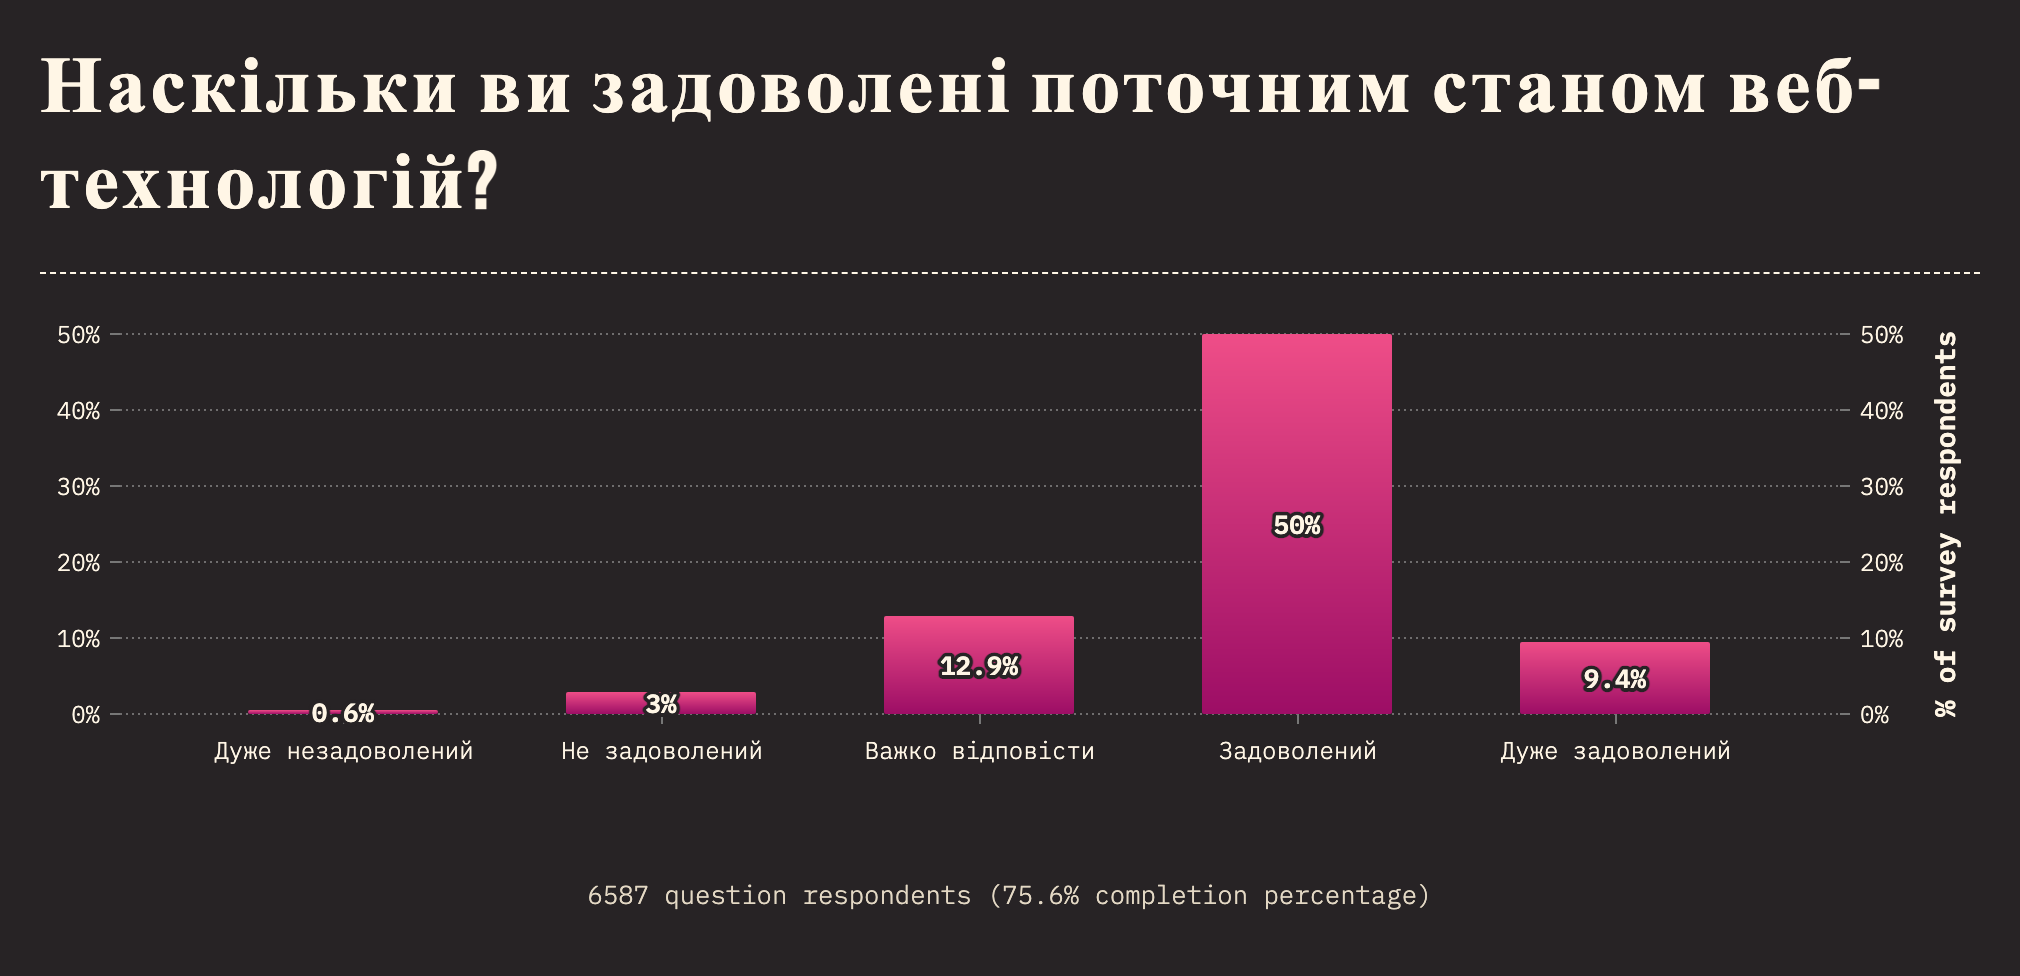 Наскільки ви задоволені поточним станом веб-
технологій?
50%
40%
30%
20%
10%
0%
50%
40%
30%
20%
10%
0%
% of survey respondents
0.6%
3%
12.9%
50%
9.4%
Дуже незадоволений
Не задоволений
Важко відповісти
Задоволений
Дуже задоволений
6587 question respondents (75.6% completion percentage)